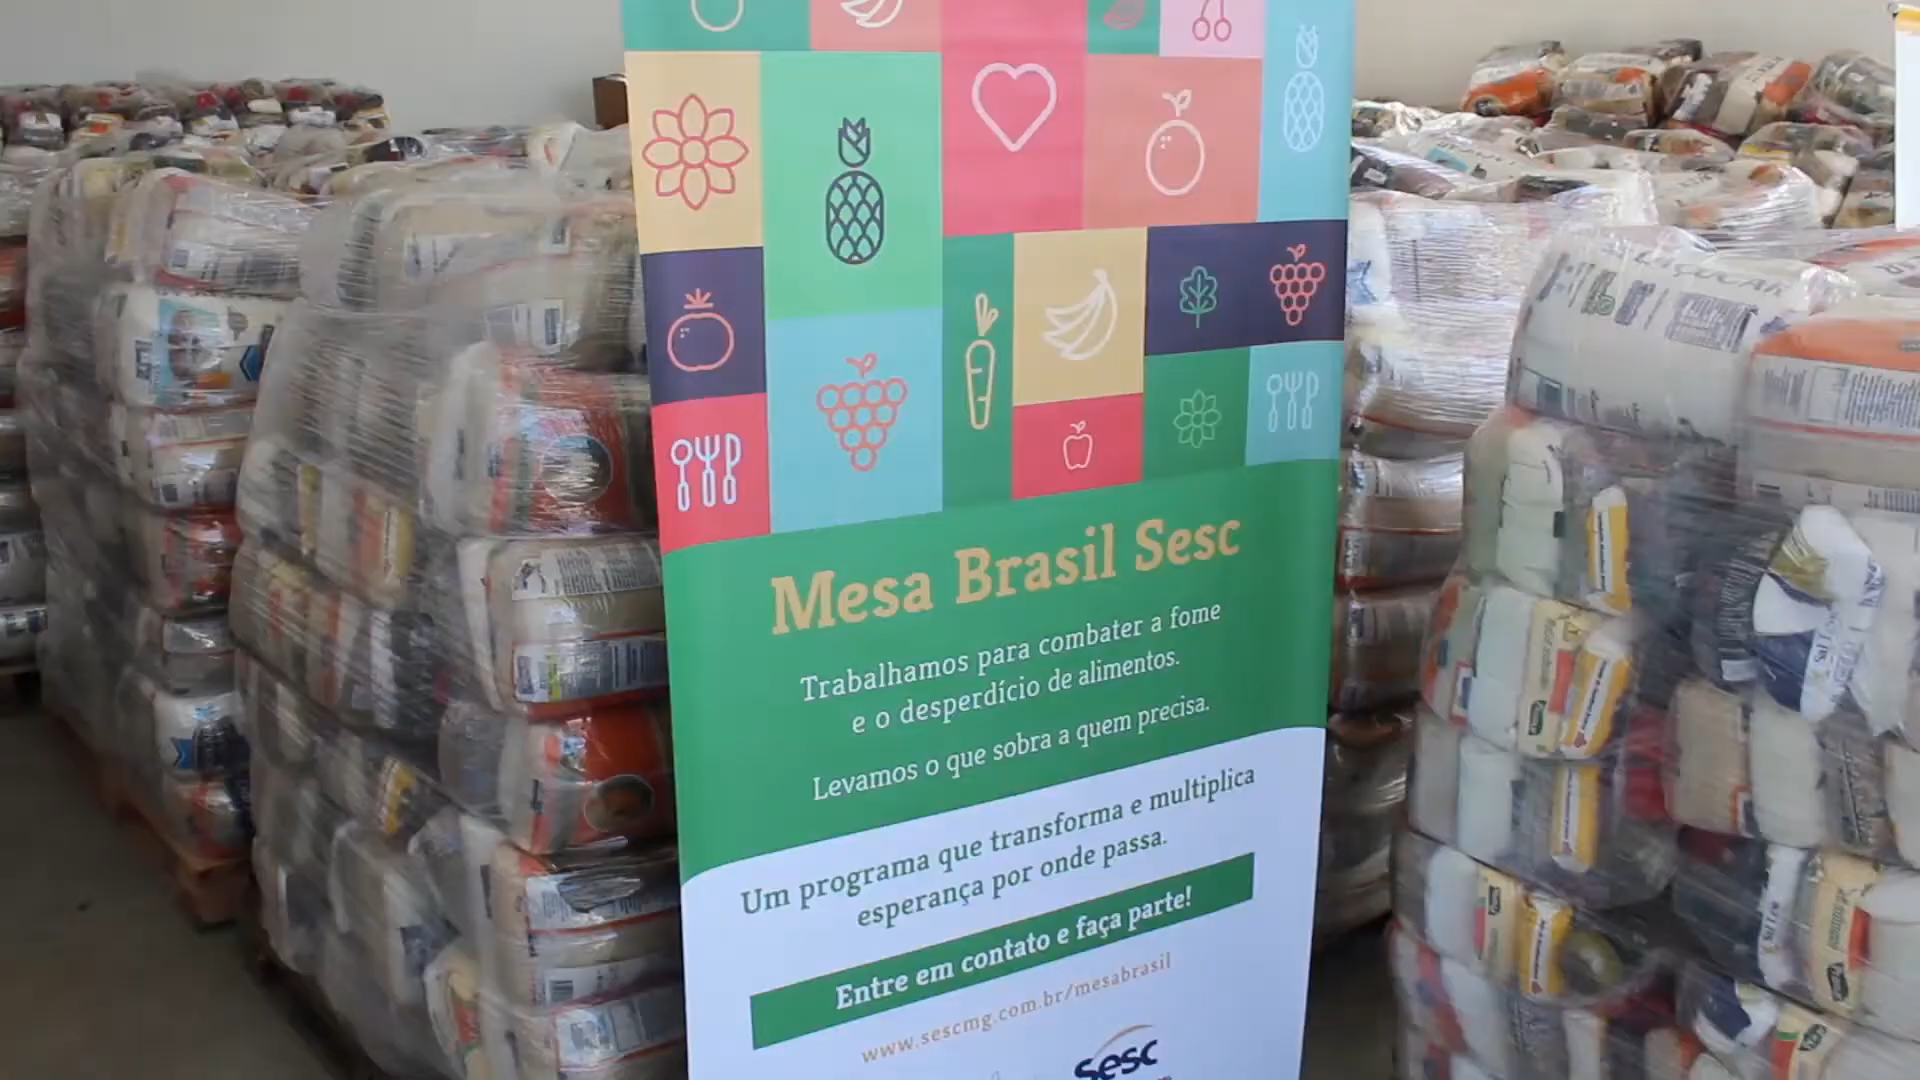 Mesa Brasil Sesc
Trabalhamos para combater a fome
e o desperdício de alimentos.
Levamos o que sobra a quem precisa.
Um programa que transforma e multiplica
esperança por onde passa.
Entre em contato e faça parte!
www.sescmg.com.br/mesabrasil
Sesc